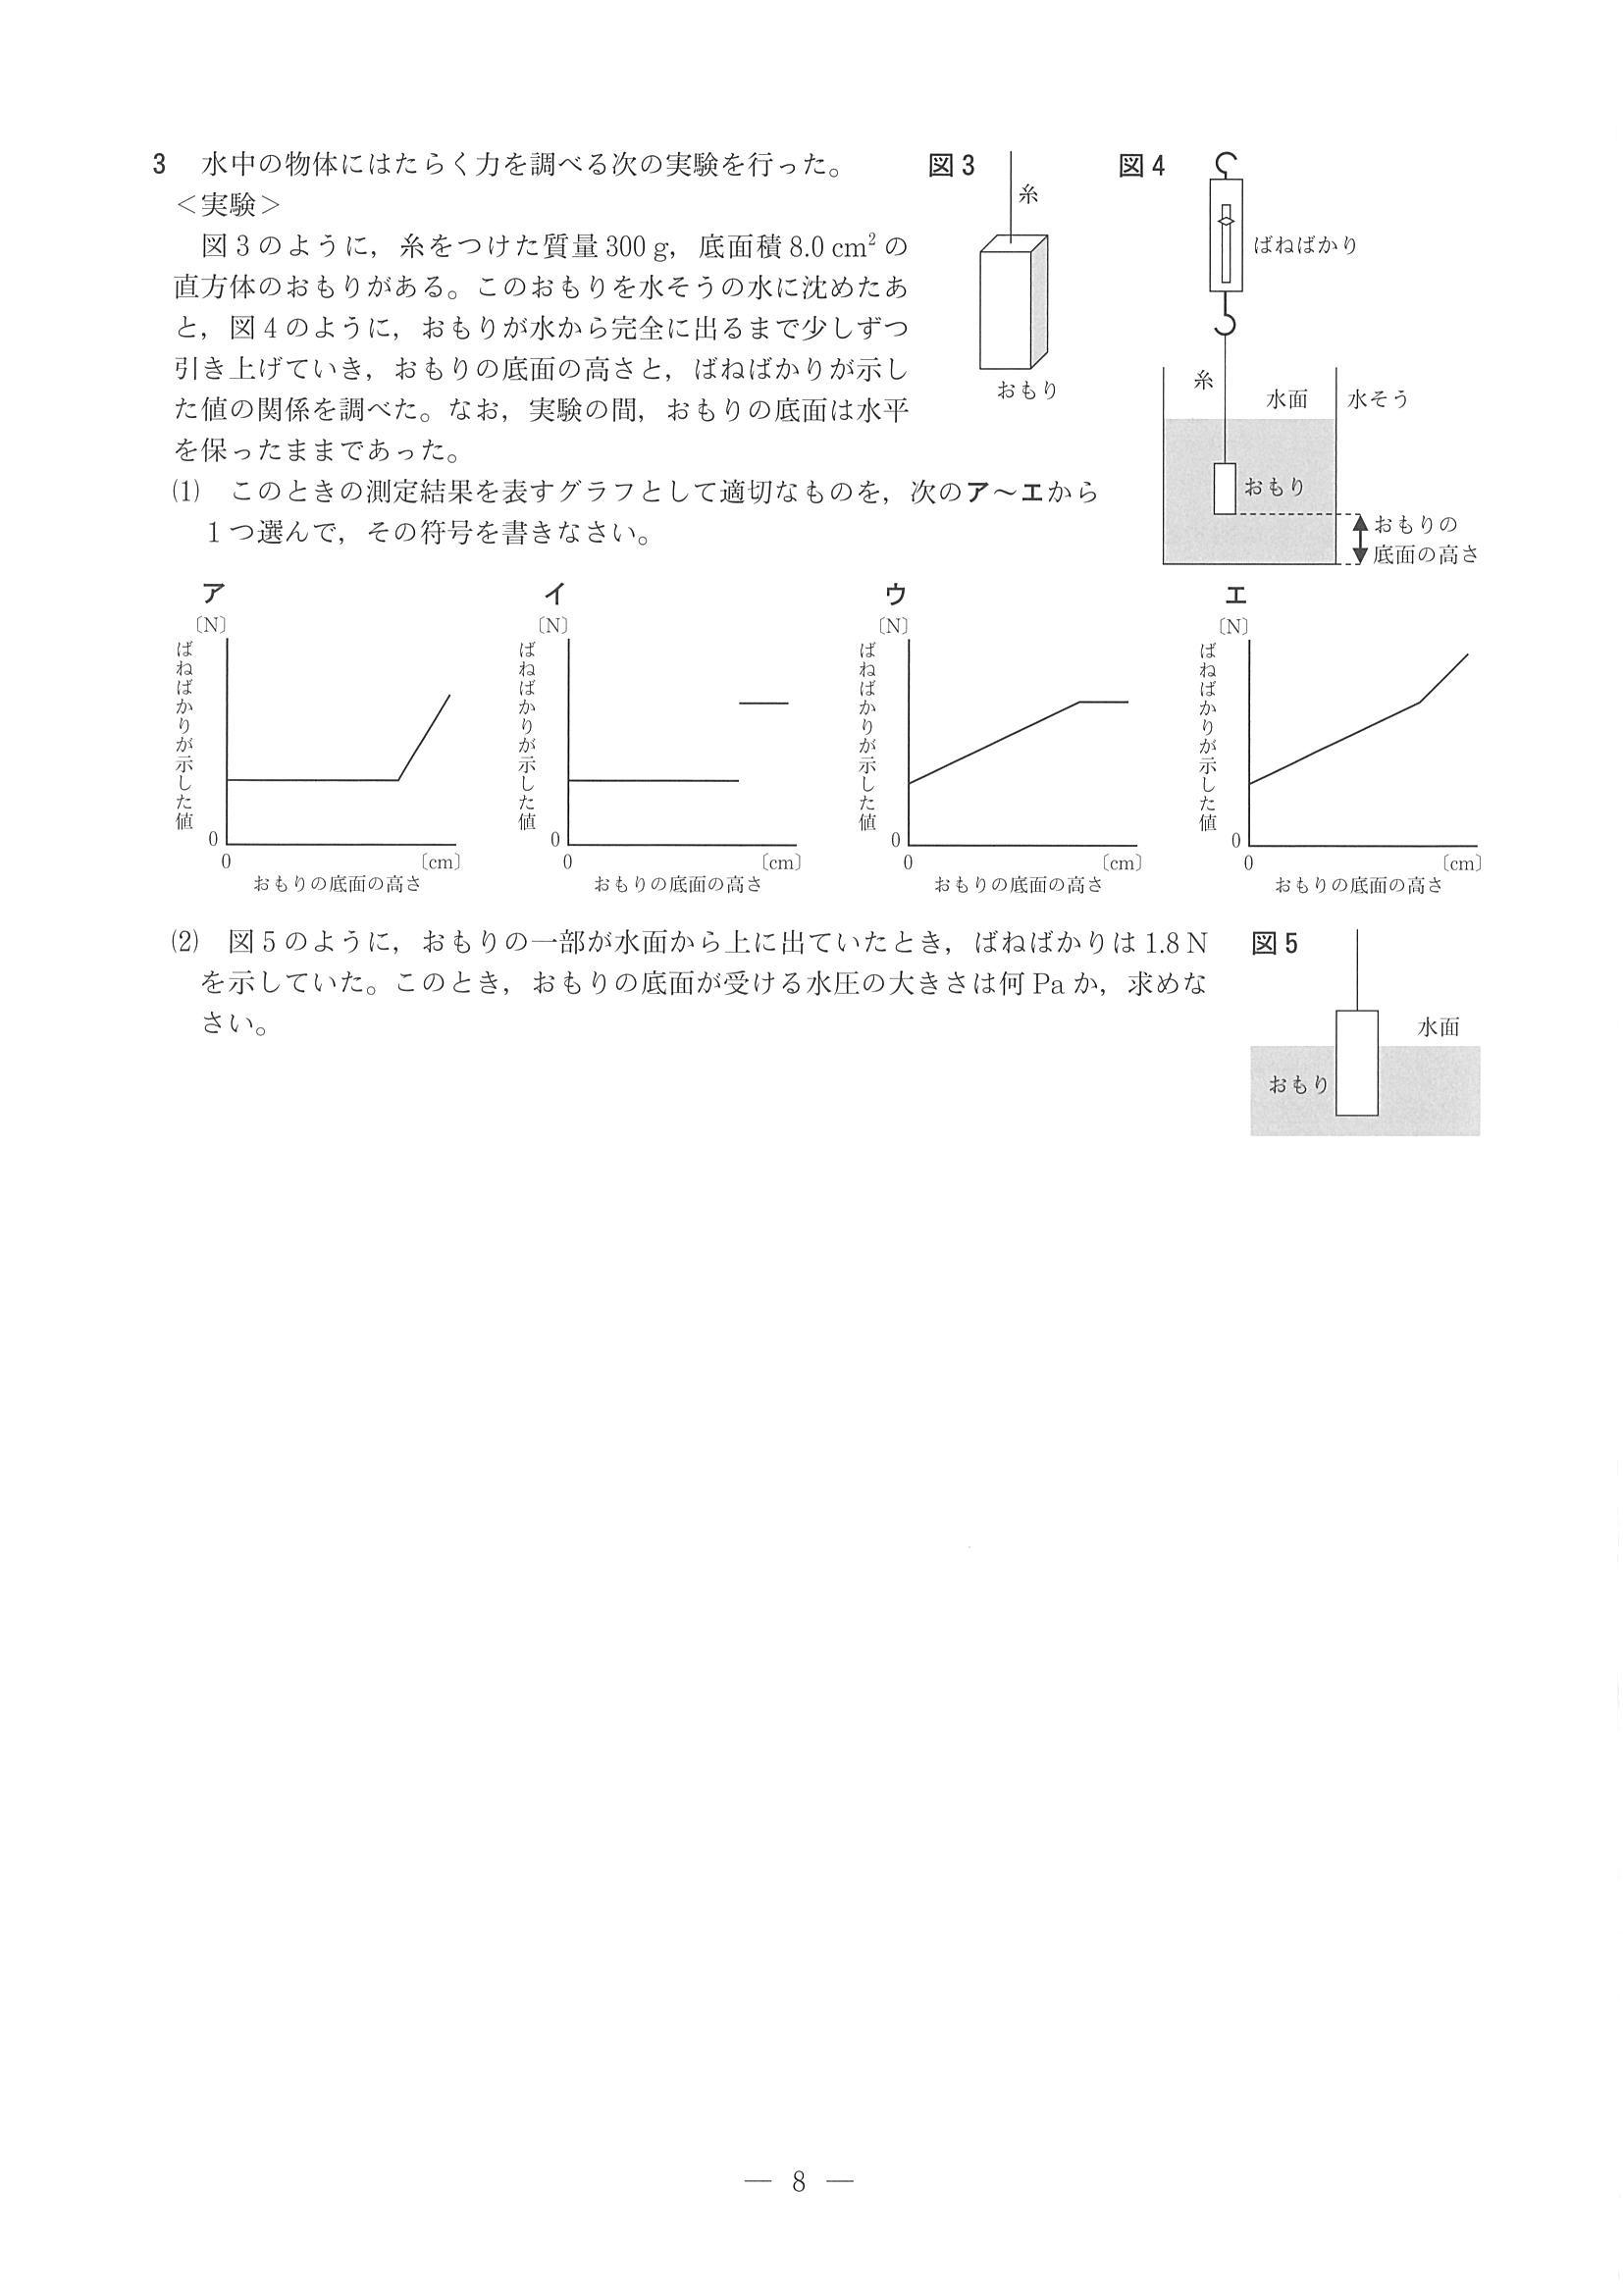 3 水中の物体にはたらく力を調べる次の実験を行った。
＜実験＞
図3のように，糸をつけた質量300 g，底面積8.0 cm²の
直方体のおもりがある。このおもりを水そうの水に沈めたあ
と，図4のように，おもりが水から完全に出るまで少しずつ
引き上げていき，おもりの底面の高さと，ばねばかりが示し
た値の関係を調べた。なお，実験の間，おもりの底面は水平
を保ったままであった。
図3
糸
おもり
図4
ばねばかり
糸
水面
水そう
おもり
おもりの
底面の高さ
⑴ このときの測定結果を表すグラフとして適切なものを，次のア～エから
1つ選んで，その符号を書きなさい。
ア
〔N〕
ばねばかりが示した値
0
0
〔cm〕
おもりの底面の高さ
イ
〔N〕
ばねばかりが示した値
0
0
〔cm〕
おもりの底面の高さ
ウ
〔N〕
ばねばかりが示した値
0
0
〔cm〕
おもりの底面の高さ
エ
〔N〕
ばねばかりが示した値
0
0
〔cm〕
おもりの底面の高さ
⑵ 図5のように，おもりの一部が水面から上に出ていたとき，ばねばかりは1.8 N
を示していた。このとき，おもりの底面が受ける水圧の大きさは何Paか，求めな
さい。
図5
水面
おもり
— 8 —